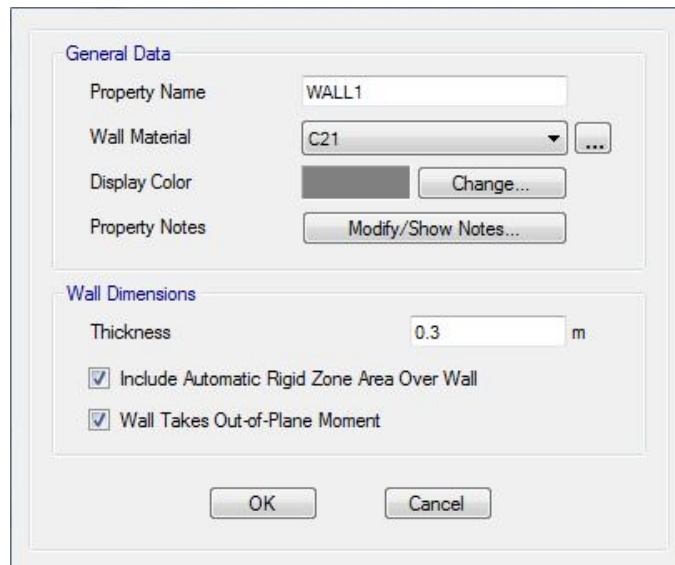 General Data
Property Name WALL1
Wall Material C21 ...
Display Color Change...
Property Notes Modify/Show Notes...
Wall Dimensions
Thickness 0.3 m
Include Automatic Rigid Zone Area Over Wall
Wall Takes Out-of-Plane Moment
OK Cancel